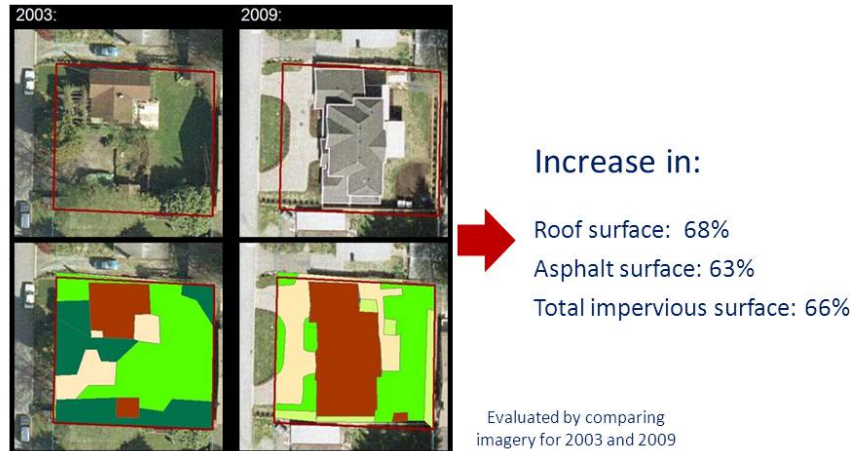 2003:
2009:
Increase in:
Roof surface: 68%
Asphalt surface: 63%
Total impervious surface: 66%
Evaluated by comparing
imagery for 2003 and 2009